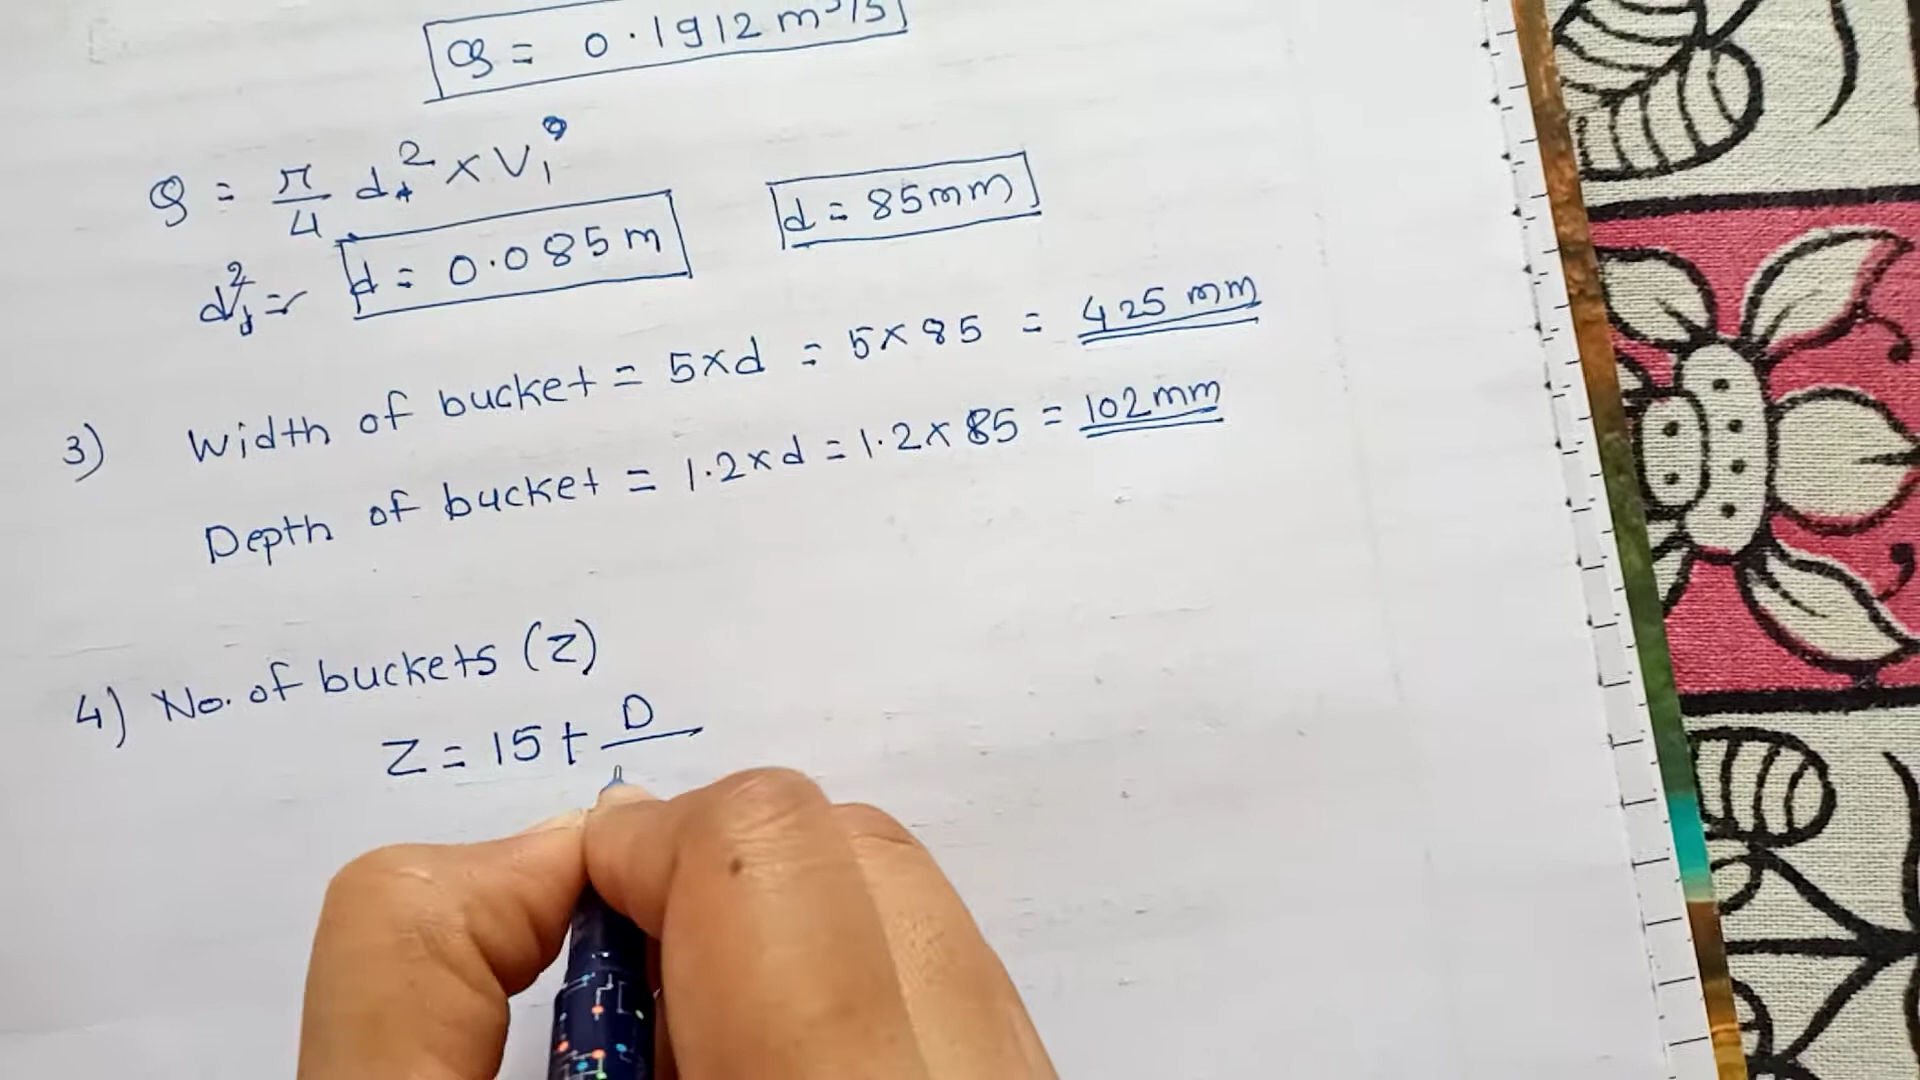 Q = 0.1912 m³/s
Q = π/4 d² × V₁
d² = d = 0.085 m d = 85mm
3) Width of bucket = 5×d = 5×85 = 425 mm
Depth of bucket = 1.2×d = 1.2×85 = 102mm
4) No. of buckets (Z)
Z = 15 + D